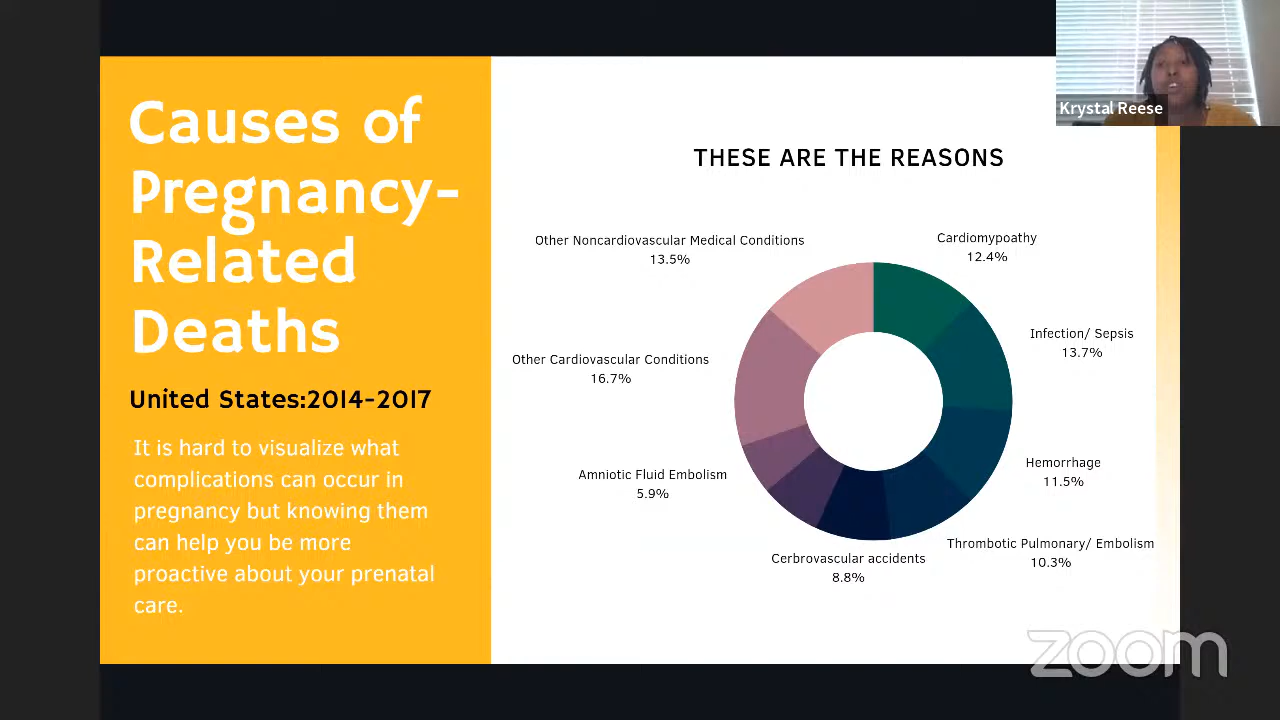 Causes of
Pregnancy-
Related
Deaths
United States:2014-2017
It is hard to visualize what
complications can occur in
pregnancy but knowing them
can help you be more
proactive about your prenatal
care.
THESE ARE THE REASONS
Other Noncardiovascular Medical Conditions
13.5%
Cardiomypoathy
12.4%
Infection/ Sepsis
13.7%
Other Cardiovascular Conditions
16.7%
Hemorrhage
11.5%
Amniotic Fluid Embolism
5.9%
Thrombotic Pulmonary/ Embolism
10.3%
Cerbrovascular accidents
8.8%
Krystal Reese
zoom